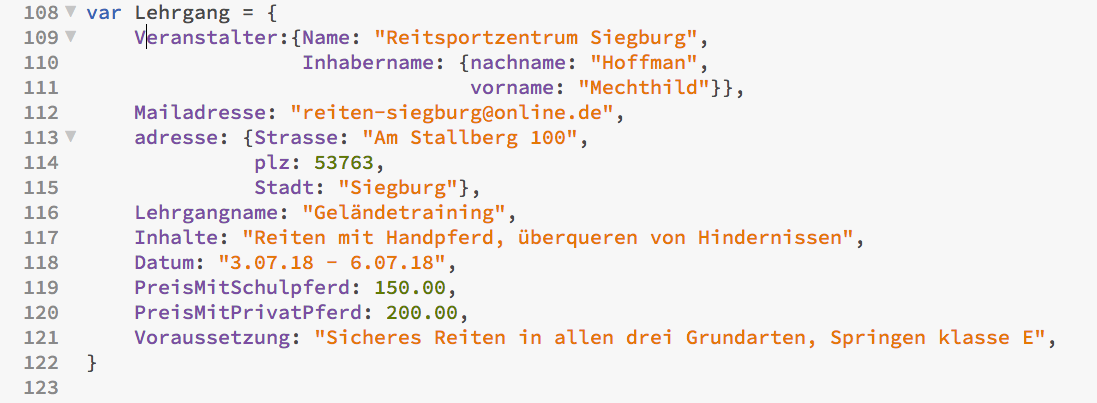 108 var Lehrgang = {
109 Veranstalter:{Name: "Reitsportzentrum Siegburg",
110 Inhabername: {nachname: "Hoffman",
111 vorname: "Mechthild"}},
112 Mailadresse: "reiten-siegburg@online.de",
113 adresse: {Strasse: "Am Stallberg 100",
114 plz: 53763,
115 Stadt: "Siegburg"},
116 Lehrgangname: "Geländetraining",
117 Inhalte: "Reiten mit Handpferd, überqueren von Hindernissen",
118 Datum: "3.07.18 - 6.07.18",
119 PreisMitSchulpferd: 150.00,
120 PreisMitPrivatPferd: 200.00,
121 Voraussetzung: "Sicheres Reiten in allen drei Grundarten, Springen klasse E",
122 }
123